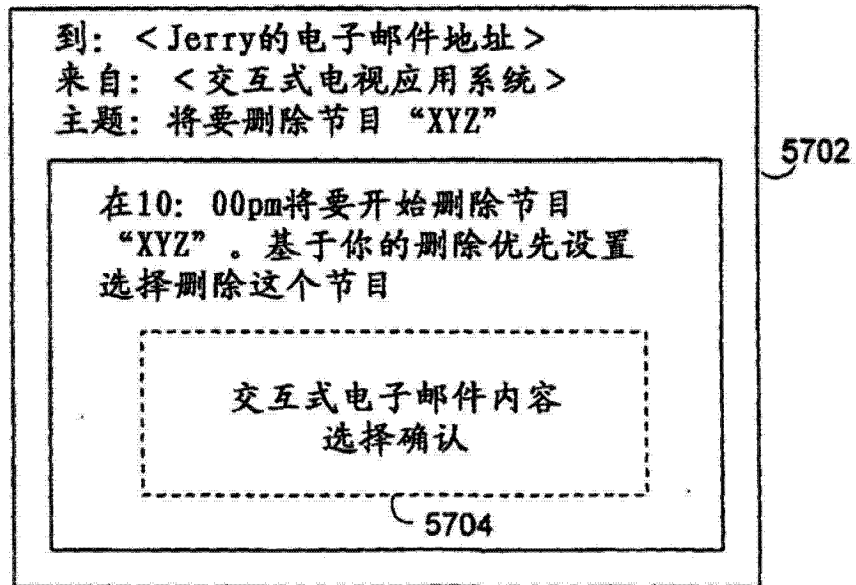 到：＜Jerry的电子邮件地址＞
来自：＜交互式电视应用系统＞
主题：将要删除节目“XYZ”
5702
在10：00pm将要开始删除节目
“XYZ”。基于你的删除优先设置
选择删除这个节目
交互式电子邮件内容
选择确认
5704